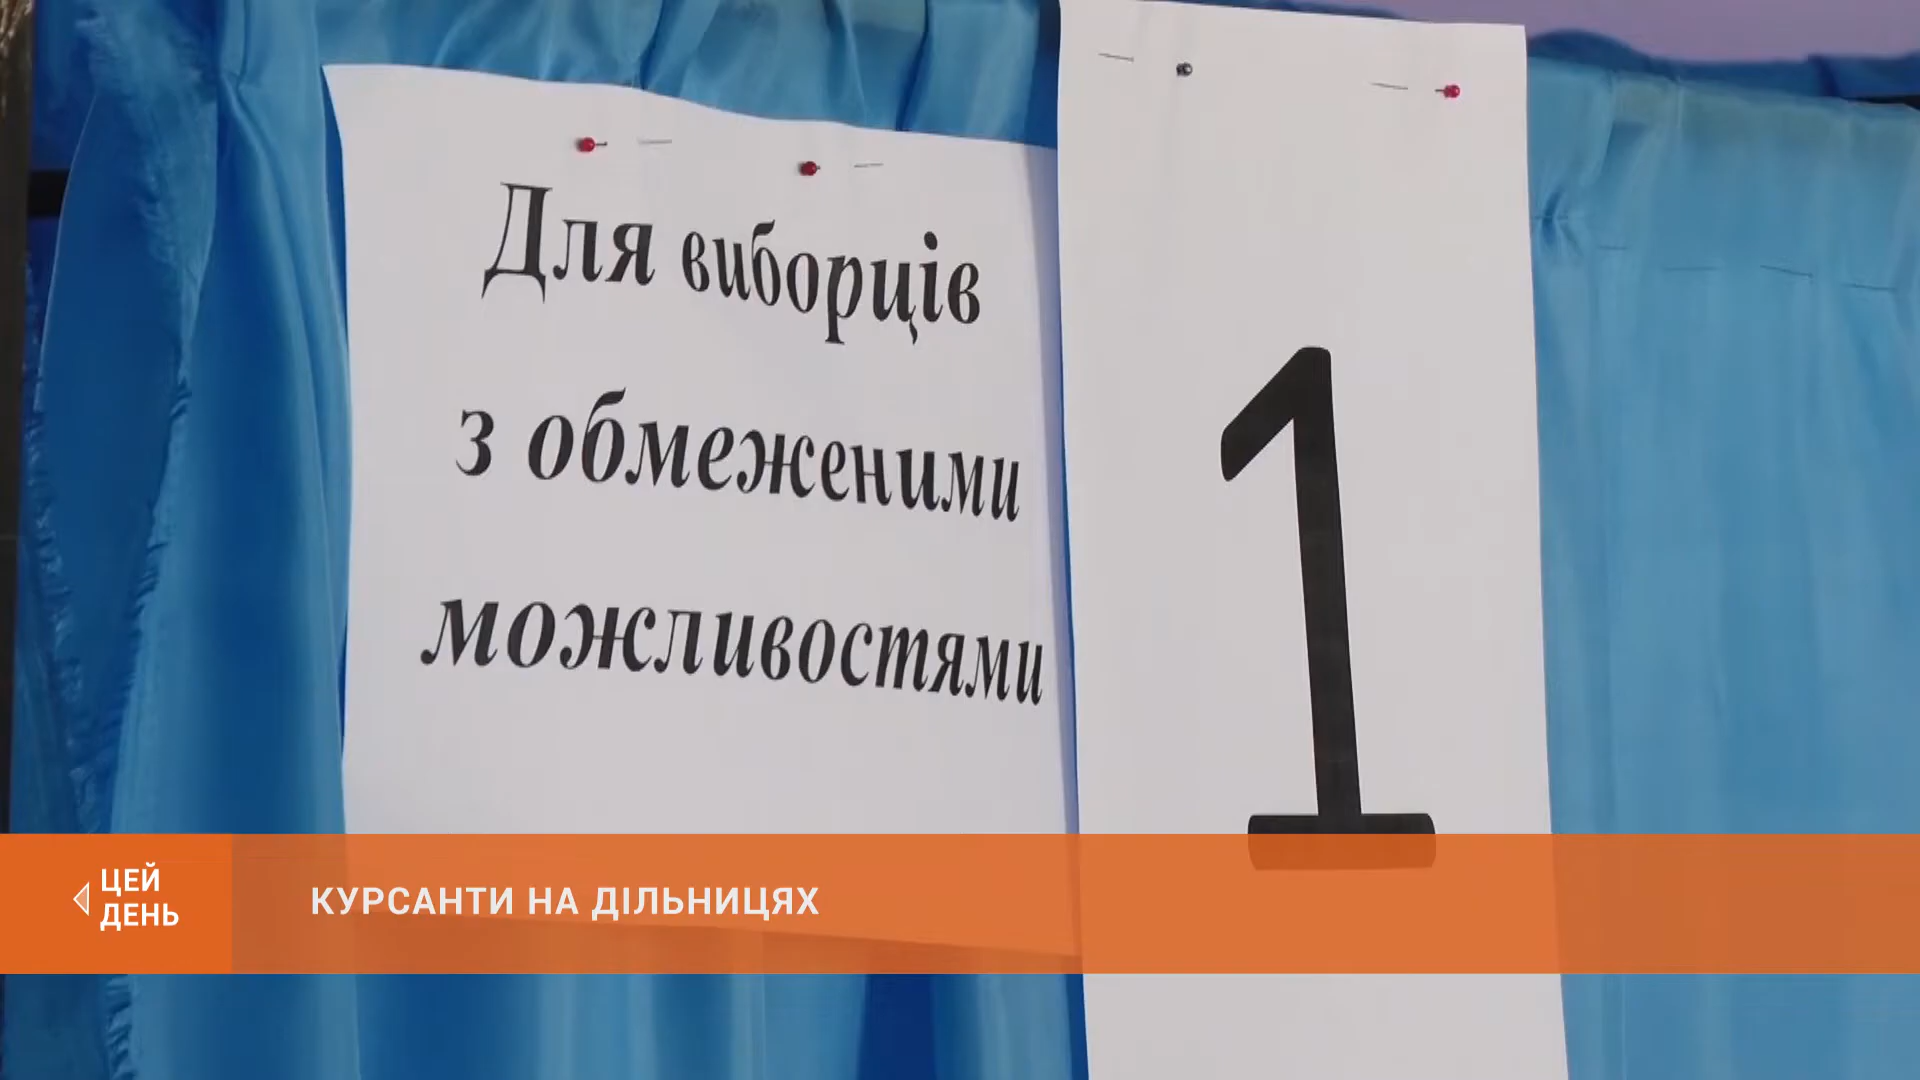 Для виборців
з обмеженими
можливостями
1
ЦЕЙ
ДЕНЬ
КУРСАНТИ НА ДІЛЬНИЦЯХ